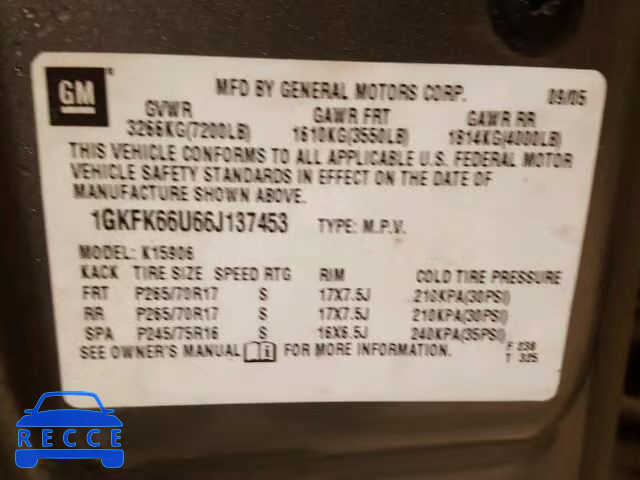 GM
MFD BY GENERAL MOTORS CORP. 09/05
GVWR GAWR FRT GAWR RR
3266KG(7200LB) 1610KG(3550LB) 1814KG(4000LB)
THIS VEHICLE CONFORMS TO ALL APPLICABLE U.S. FEDERAL MOTOR
VEHICLE SAFETY STANDARDS IN EFFECT ON THE DATE OF
MANUFACTURE SHOWN ABOVE.
1GKFK66U66J137453 TYPE: M.P.V.
MODEL: K15906
KACK TIRE SIZE SPEED RTG RIM COLD TIRE PRESSURE
FRT P265/70R17 S 17X7.5J 210KPA(30PSI)
RR P265/70R17 S 17X7.5J 210KPA(30PSI)
SPA P245/75R16 S 16X6.5J 240KPA(35PSI)
SEE OWNER'S MANUAL i FOR MORE INFORMATION.
F 238
T 325
RECCE